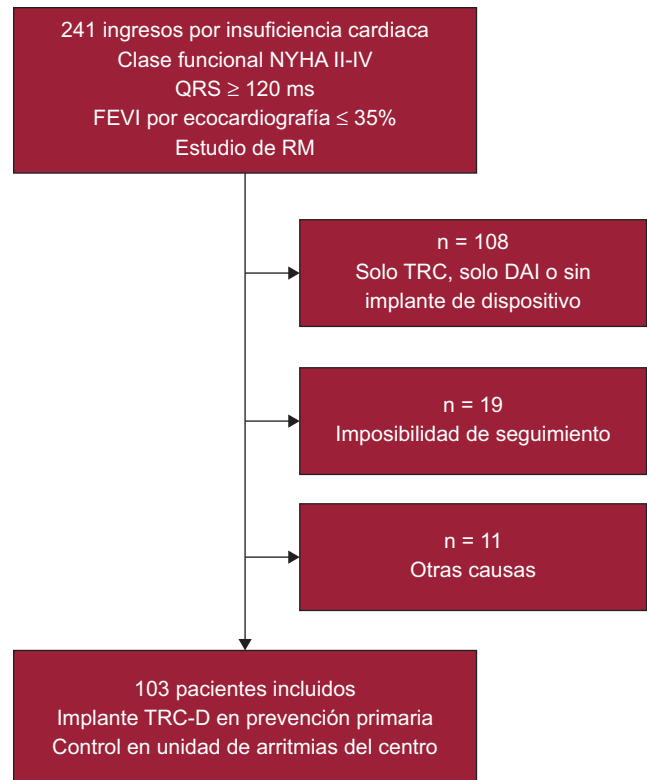 241 ingresos por insuficiencia cardiaca
Clase funcional NYHA II-IV
QRS ≥ 120 ms
FEVI por ecocardiografía ≤ 35%
Estudio de RM
n = 108
Solo TRC, solo DAI o sin
implante de dispositivo
n = 19
Imposibilidad de seguimiento
n = 11
Otras causas
103 pacientes incluidos
Implante TRC-D en prevención primaria
Control en unidad de arritmias del centro